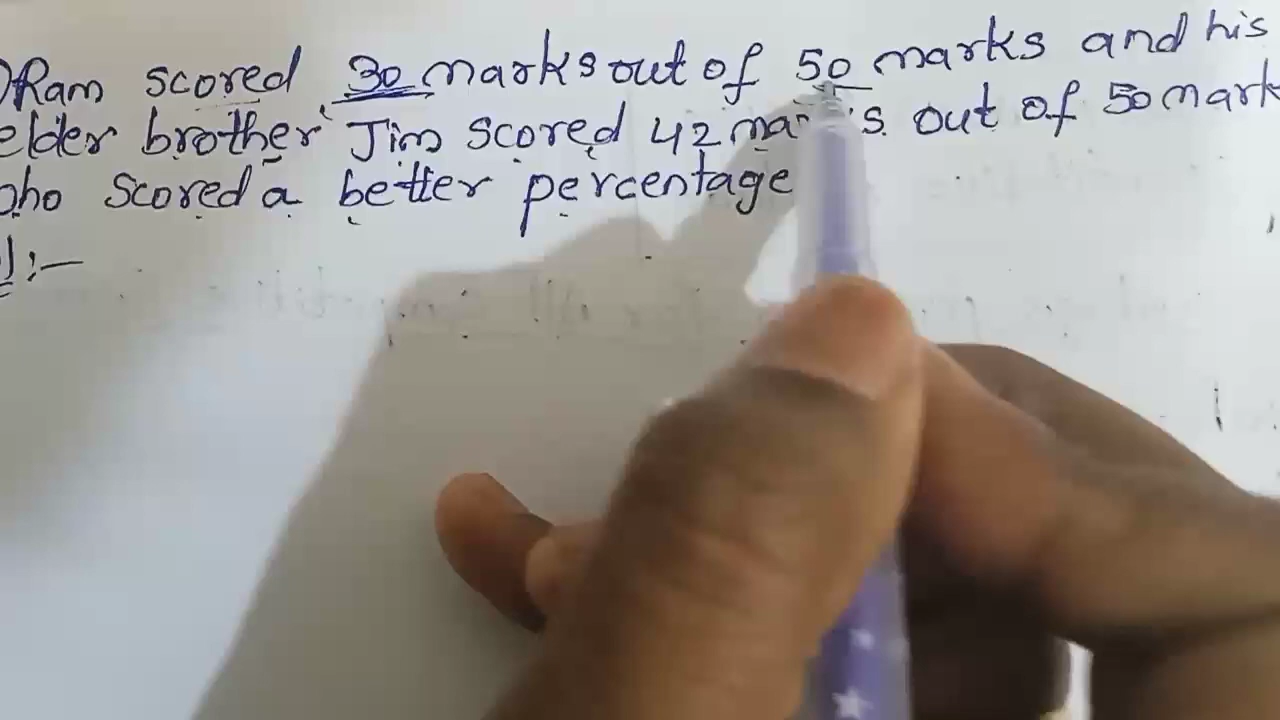 Ram scored 30 marks out of 50 marks and his
elder brother Jim scored 42 out of 50 mark
scored a better percentage
:-